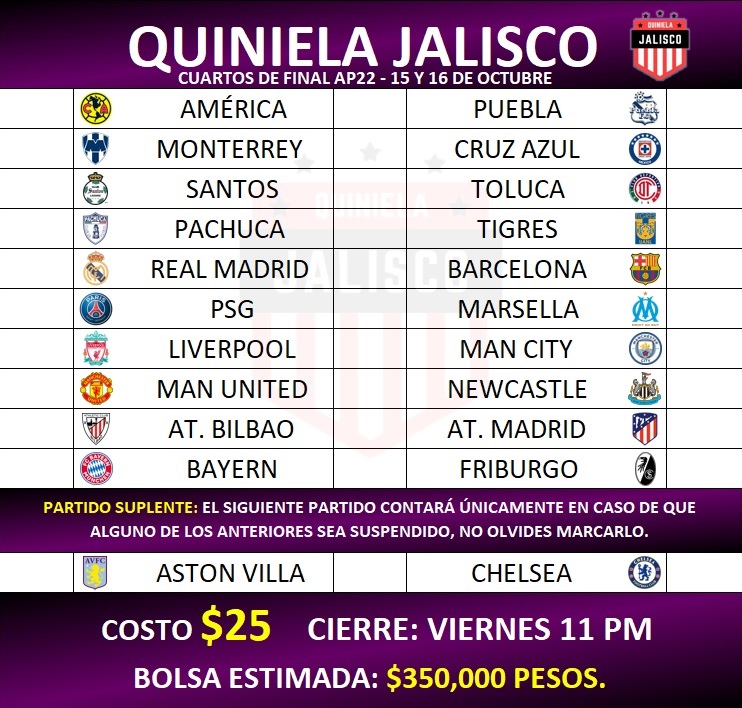 QUINIELA JALISCO
QUINIELA
JALISCO
CUARTOS DE FINAL AP22 - 15 Y 16 DE OCTUBRE
AMÉRICA PUEBLA
MONTERREY CRUZ AZUL
SANTOS TOLUCA
PACHUCA TIGRES
REAL MADRID BARCELONA
PSG MARSELLA
LIVERPOOL MAN CITY
MAN UNITED NEWCASTLE
AT. BILBAO AT. MADRID
BAYERN FRIBURGO
QUINIELA
JALISCO
PARTIDO SUPLENTE: EL SIGUIENTE PARTIDO CONTARÁ ÚNICAMENTE EN CASO DE QUE
ALGUNO DE LOS ANTERIORES SEA SUSPENDIDO, NO OLVIDES MARCARLO.
AVFC
ASTON VILLA CHELSEA
COSTO $25 CIERRE: VIERNES 11 PM
BOLSA ESTIMADA: $350,000 PESOS.